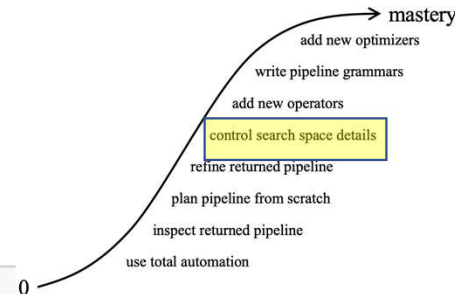 mastery
add new optimizers
write pipeline grammars
add new operators
control search space details
refine returned pipeline
plan pipeline from scratch
inspect returned pipeline
use total automation
0